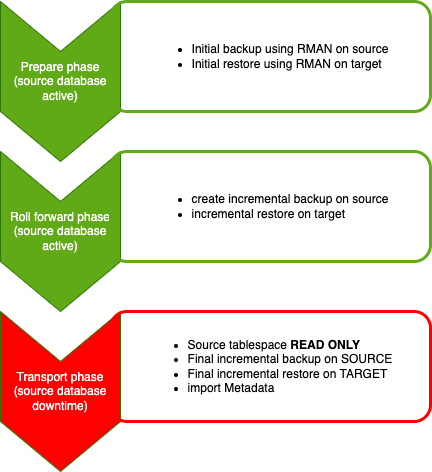 Prepare phase
(source database
active)
• Initial backup using RMAN on source
• Initial restore using RMAN on target
Roll forward phase
(source database
active)
• create incremental backup on source
• incremental restore on target
Transport phase
(source database
downtime)
• Source tablespace READ ONLY
• Final incremental backup on SOURCE
• Final incremental restore on TARGET
• import Metadata